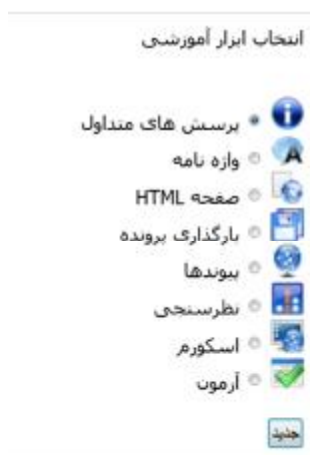 انتخاب ابزار آموزشی
پرسش های متداول
واژه نامه
صفحه HTML
بارگذاری پرونده
پیوندها
نظرسنجی
اسکورم
آزمون
جدید